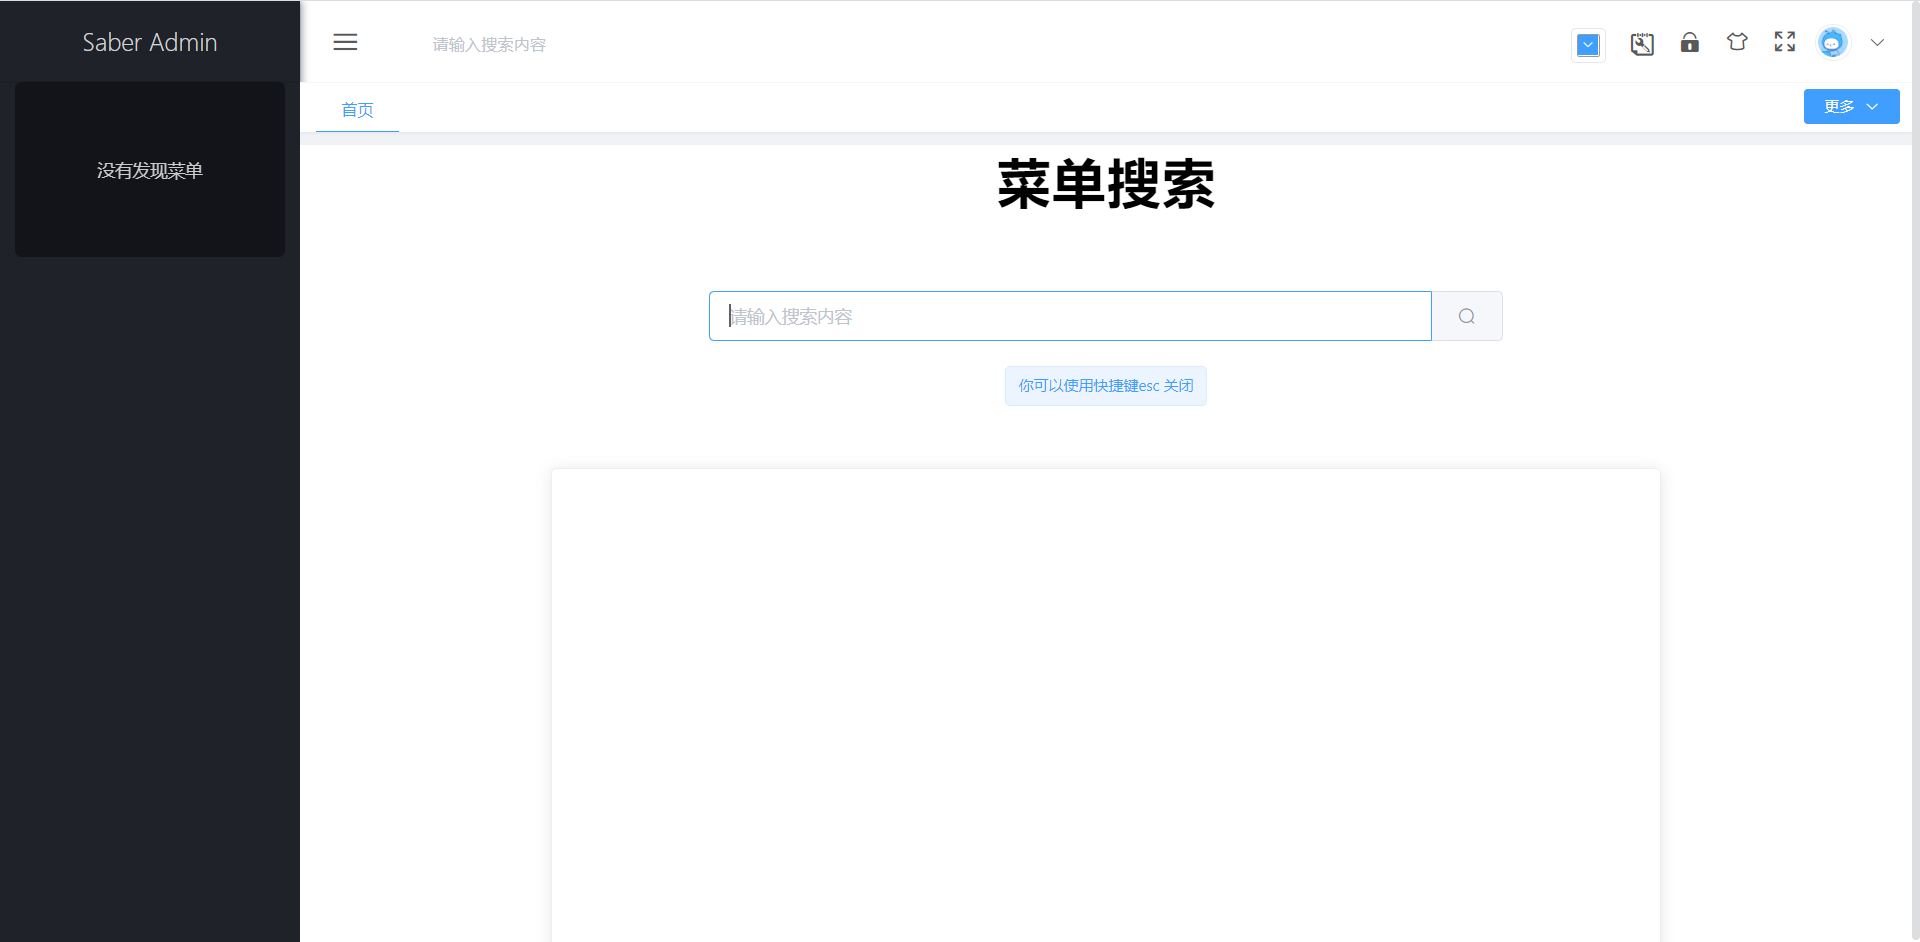 Saber Admin
请输入搜索内容
首页
更多
没有发现菜单
菜单搜索
请输入搜索内容
你可以使用快捷键esc 关闭